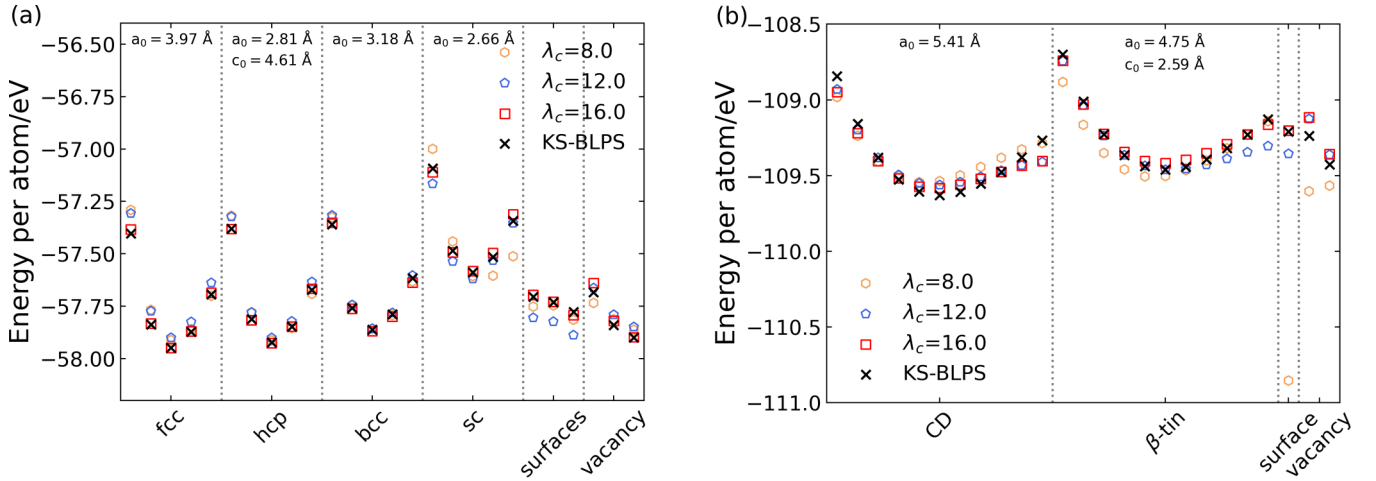 (a)
Energy per atom/eV
−56.50
−56.75
−57.00
−57.25
−57.50
−57.75
−58.00
a₀ = 3.97 Å
a₀ = 2.81 Å
c₀ = 4.61 Å
a₀ = 3.18 Å
a₀ = 2.66 Å
λc=8.0
λc=12.0
λc=16.0
KS-BLPS
fcc
hcp
bcc
sc
surfaces
vacancy
(b)
Energy per atom/eV
−108.5
−109.0
−109.5
−110.0
−110.5
−111.0
a₀ = 5.41 Å
a₀ = 4.75 Å
c₀ = 2.59 Å
λc=8.0
λc=12.0
λc=16.0
KS-BLPS
CD
β-tin
surface
vacancy